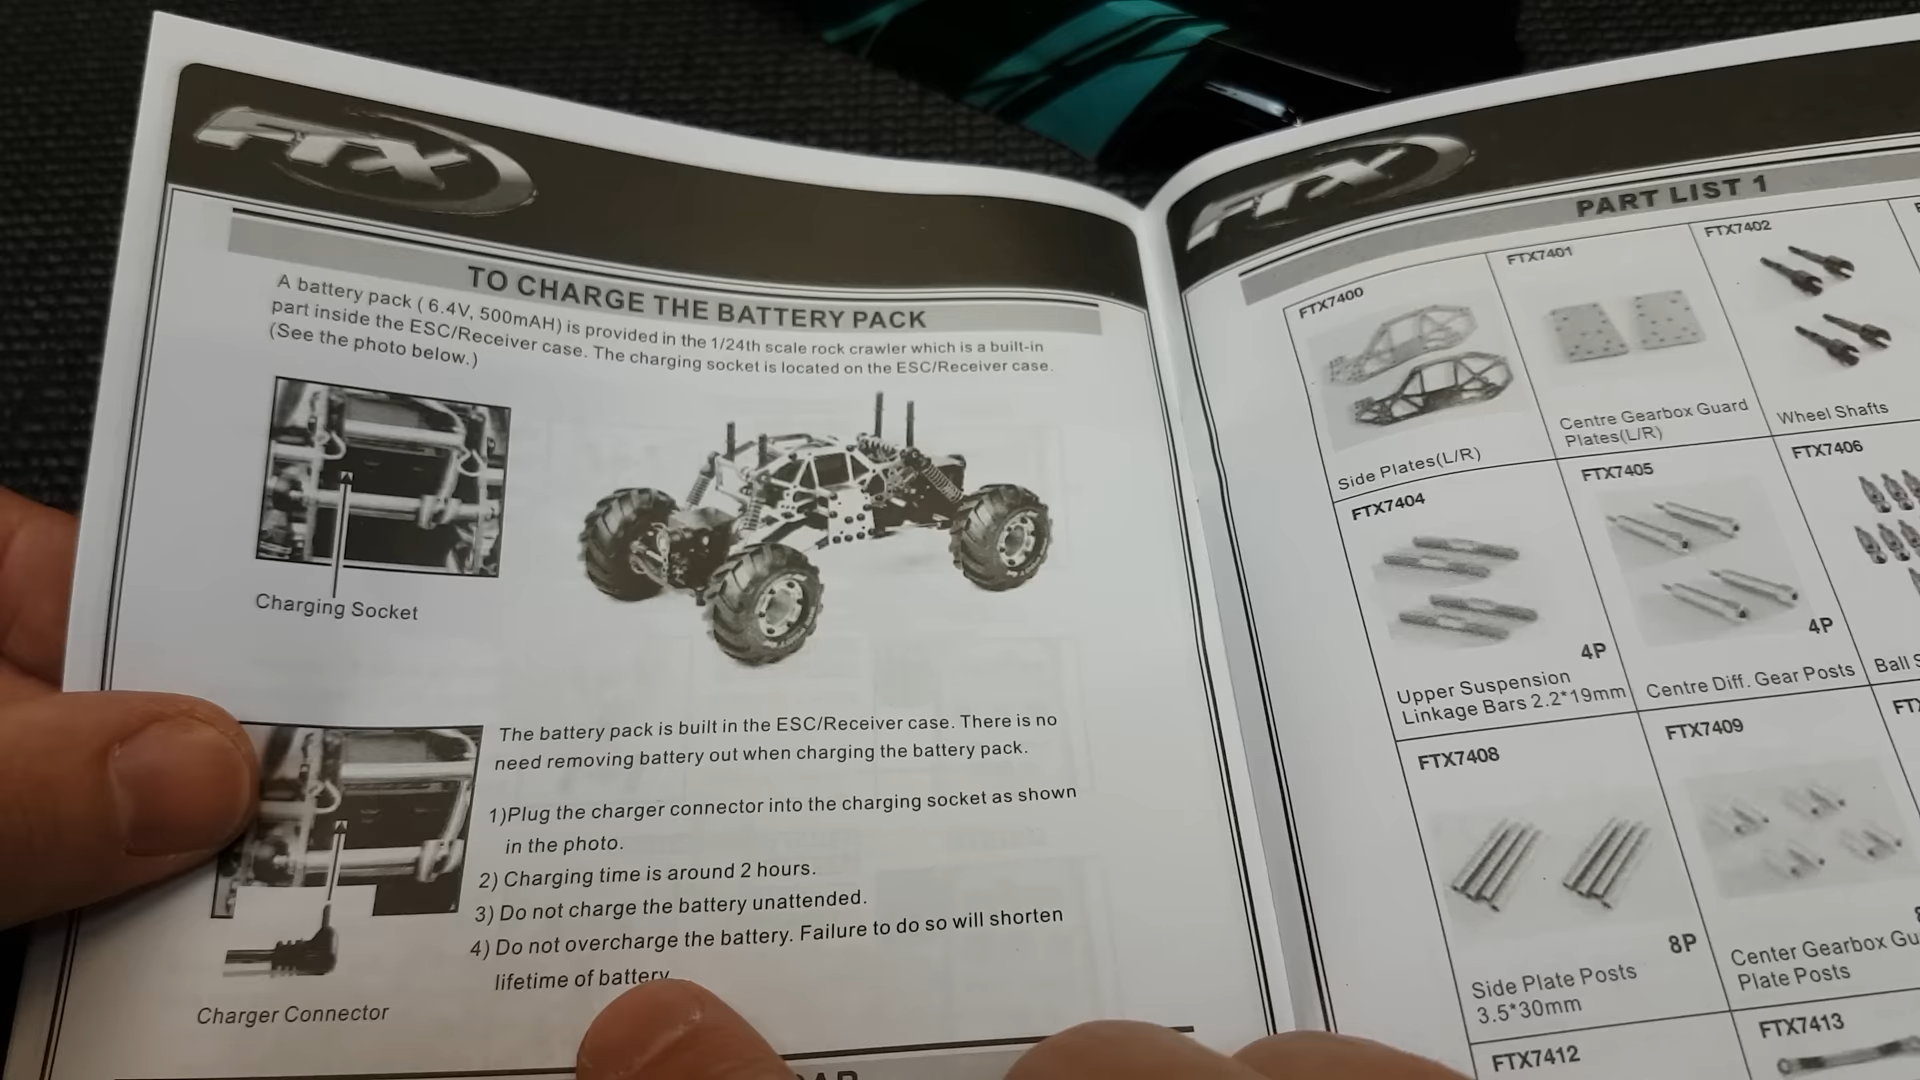 FTX
TO CHARGE THE BATTERY PACK
A battery pack ( 6.4V, 500mAH) is provided in the 1/24th scale rock crawler which is a built-in
part inside the ESC/Receiver case. The charging socket is located on the ESC/Receiver case.
(See the photo below.)
Charging Socket
The battery pack is built in the ESC/Receiver case. There is no
need removing battery out when charging the battery pack.
1)Plug the charger connector into the charging socket as shown
in the photo.
2) Charging time is around 2 hours.
3) Do not charge the battery unattended.
4) Do not overcharge the battery. Failure to do so will shorten
lifetime of battery
Charger Connector
FTX
PART LIST 1
FTX7400
Side Plates(L/R)
FTX7401
Centre Gearbox Guard
Plates(L/R)
FTX7402
Wheel Shafts
FTX7404
4P
Upper Suspension
Linkage Bars 2.2*19mm
FTX7405
4P
Centre Diff. Gear Posts
FTX7406
Ball
FTX7408
8P
Side Plate Posts
3.5*30mm
FTX7409
Center Gearbox
Plate Posts
FTX7412
FTX7413